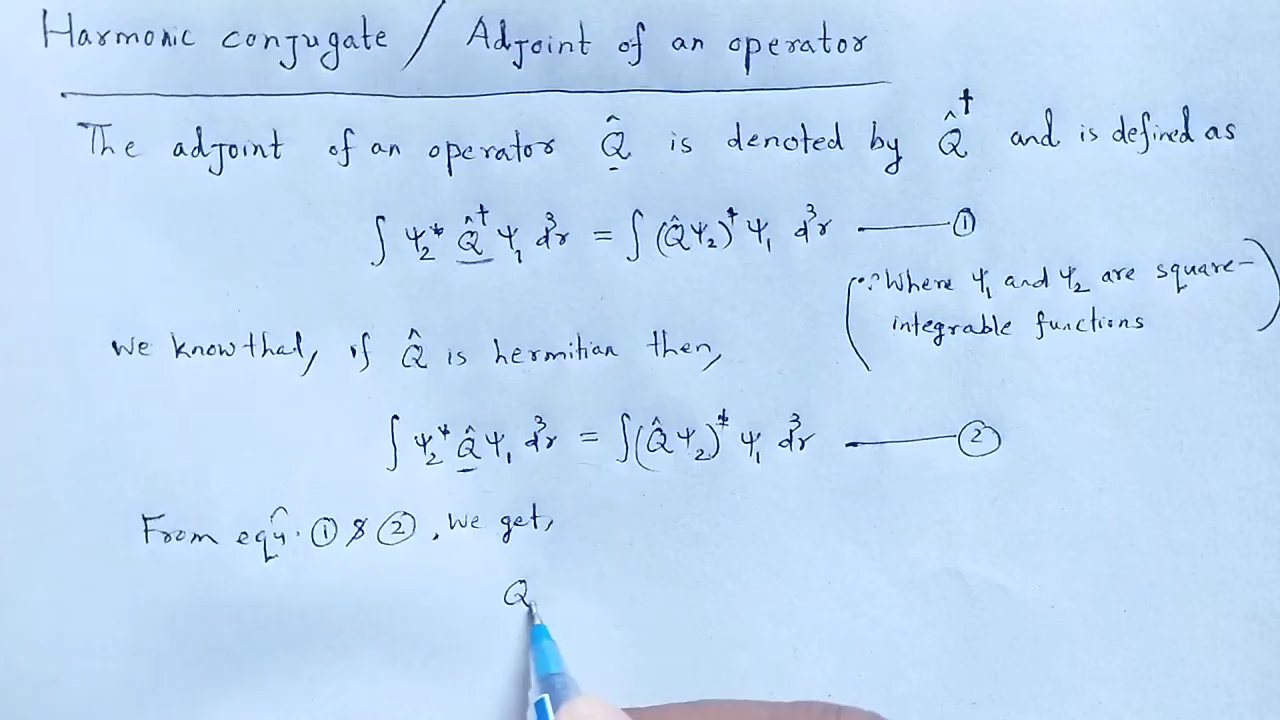 Harmonic conjugate / Adjoint of an operator
The adjoint of an operator Q̂ is denoted by Q̂† and is defined as
∫ Ψ₂* Q̂† Ψ₁ d³r = ∫ (Q̂Ψ₂)* Ψ₁ d³r —— ①
(∵ Where Ψ₁ and Ψ₂ are square-
integrable functions)
We know that, if Q̂ is hermitian then,
∫ Ψ₂* Q̂ Ψ₁ d³r = ∫ (Q̂Ψ₂)* Ψ₁ d³r —— ②
From eqn. ① & ②, we get,
Q